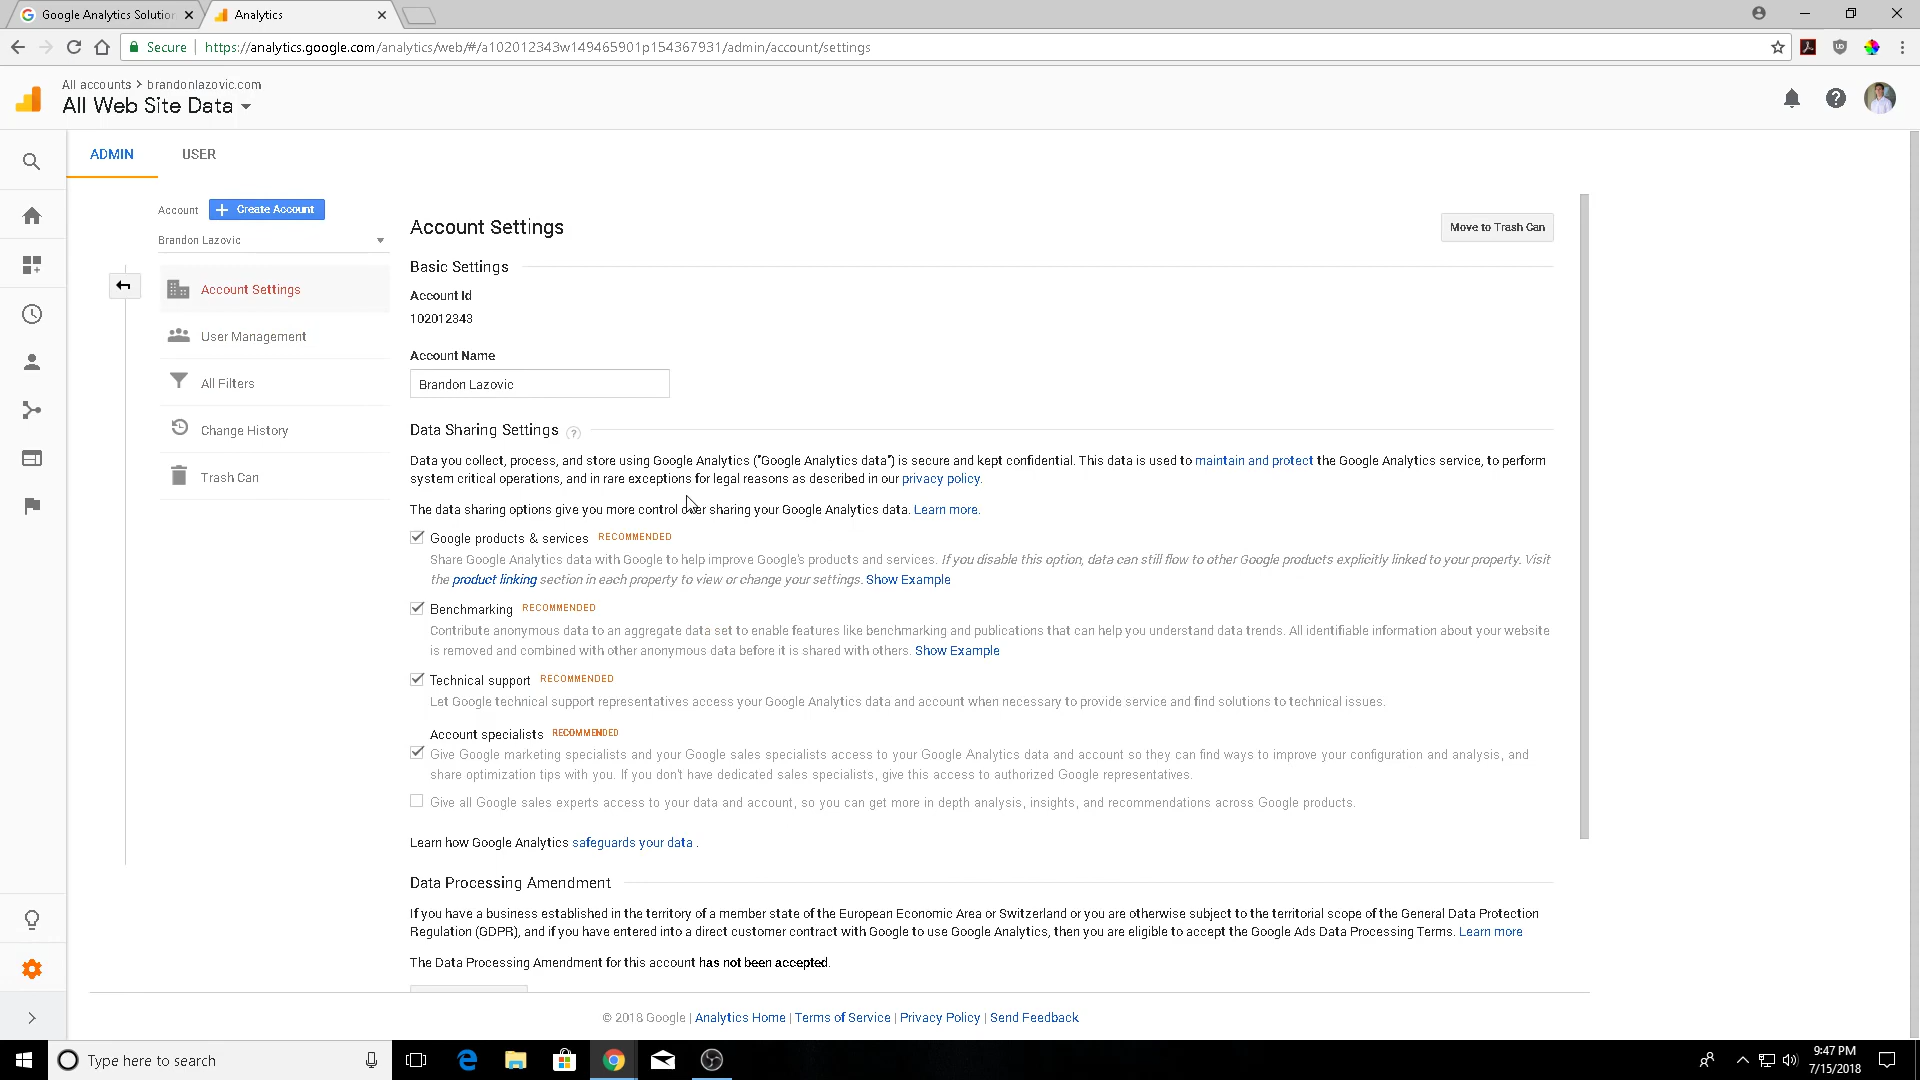 Google Analytics Solution
Analytics
Secure
https://analytics.google.com/analytics/web/#/a102012343w149465901p154367931/admin/account/settings
All accounts > brandonlazovic.com
All Web Site Data
ADMIN
USER
Account
Create Account
Brandon Lazovic
Account Settings
User Management
All Filters
Change History
Trash Can
Account Settings
Move to Trash Can
Basic Settings
Account Id
102012343
Account Name
Brandon Lazovic
Data Sharing Settings ?
Data you collect, process, and store using Google Analytics ("Google Analytics data") is secure and kept confidential. This data is used to maintain and protect the Google Analytics service, to perform
system critical operations, and in rare exceptions for legal reasons as described in our privacy policy.
The data sharing options give you more control over sharing your Google Analytics data. Learn more.
Google products & services RECOMMENDED
Share Google Analytics data with Google to help improve Google's products and services. If you disable this option, data can still flow to other Google products explicitly linked to your property. Visit
the product linking section in each property to view or change your settings. Show Example
Benchmarking RECOMMENDED
Contribute anonymous data to an aggregate data set to enable features like benchmarking and publications that can help you understand data trends. All identifiable information about your website
is removed and combined with other anonymous data before it is shared with others. Show Example
Technical support RECOMMENDED
Let Google technical support representatives access your Google Analytics data and account when necessary to provide service and find solutions to technical issues.
Account specialists RECOMMENDED
Give Google marketing specialists and your Google sales specialists access to your Google Analytics data and account so they can find ways to improve your configuration and analysis, and
share optimization tips with you. If you don't have dedicated sales specialists, give this access to authorized Google representatives.
Give all Google sales experts access to your data and account, so you can get more in depth analysis, insights, and recommendations across Google products.
Learn how Google Analytics safeguards your data .
Data Processing Amendment
If you have a business established in the territory of a member state of the European Economic Area or Switzerland or you are otherwise subject to the territorial scope of the General Data Protection
Regulation (GDPR), and if you have entered into a direct customer contract with Google to use Google Analytics, then you are eligible to accept the Google Ads Data Processing Terms. Learn more
The Data Processing Amendment for this account has not been accepted.
© 2018 Google | Analytics Home | Terms of Service | Privacy Policy | Send Feedback
Type here to search
9:47 PM
7/15/2018